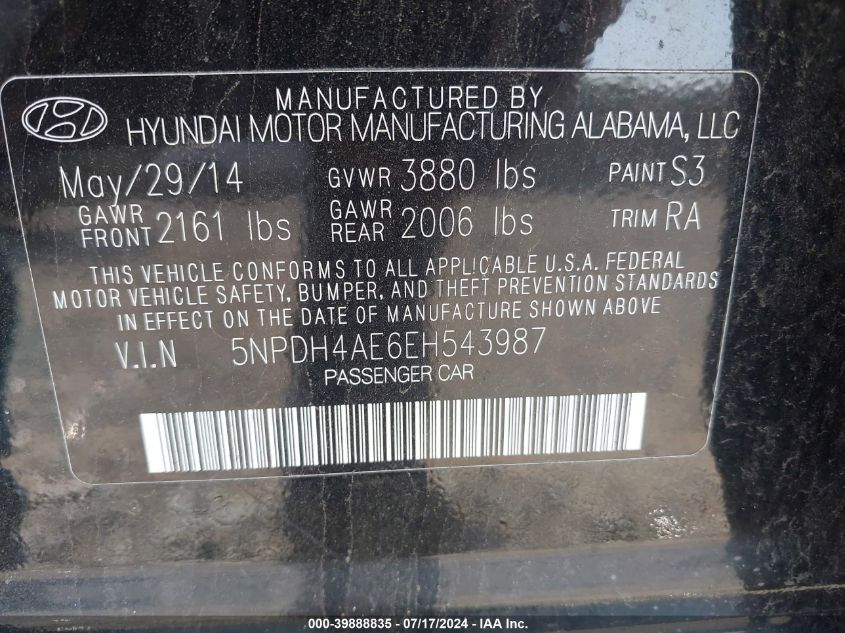 MANUFACTURED BY
HYUNDAI MOTOR MANUFACTURING ALABAMA, LLC
May/29/14 GVWR 3880 lbs PAINT S3
GAWR FRONT 2161 lbs GAWR REAR 2006 lbs TRIM RA
THIS VEHICLE CONFORMS TO ALL APPLICABLE U.S.A. FEDERAL
MOTOR VEHICLE SAFETY, BUMPER, AND THEFT PREVENTION STANDARDS
IN EFFECT ON THE DATE OF MANUFACTURE SHOWN ABOVE
V.I.N 5NPDH4AE6EH543987
PASSENGER CAR
000-39888835 - 07/17/2024 - IAA Inc.